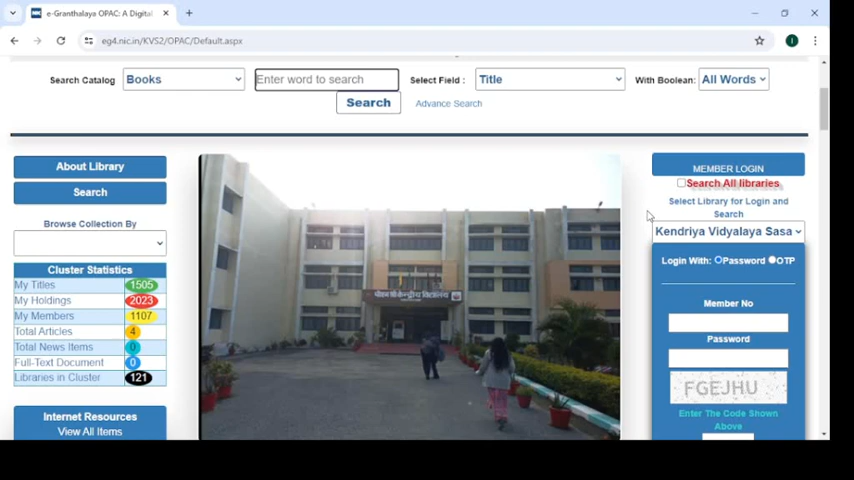 e-Granthalaya OPAC: A Digital
eg4.nic.in/KVS2/OPAC/Default.aspx
Search Catalog Books Enter word to search Select Field : Title With Boolean: All Words
Search Advance Search
About Library
Search
Browse Collection By
Cluster Statistics
My Titles 1505
My Holdings 2023
My Members 1107
Total Articles 4
Total News Items 0
Full-Text Document 0
Libraries in Cluster 121
Internet Resources
View All Items
MEMBER LOGIN
Search All libraries
Select Library for Login and
Search
Kendriya Vidyalaya Sasa
Login With: Password OTP
Member No
Password
FGEJHU
Enter The Code Shown
Above